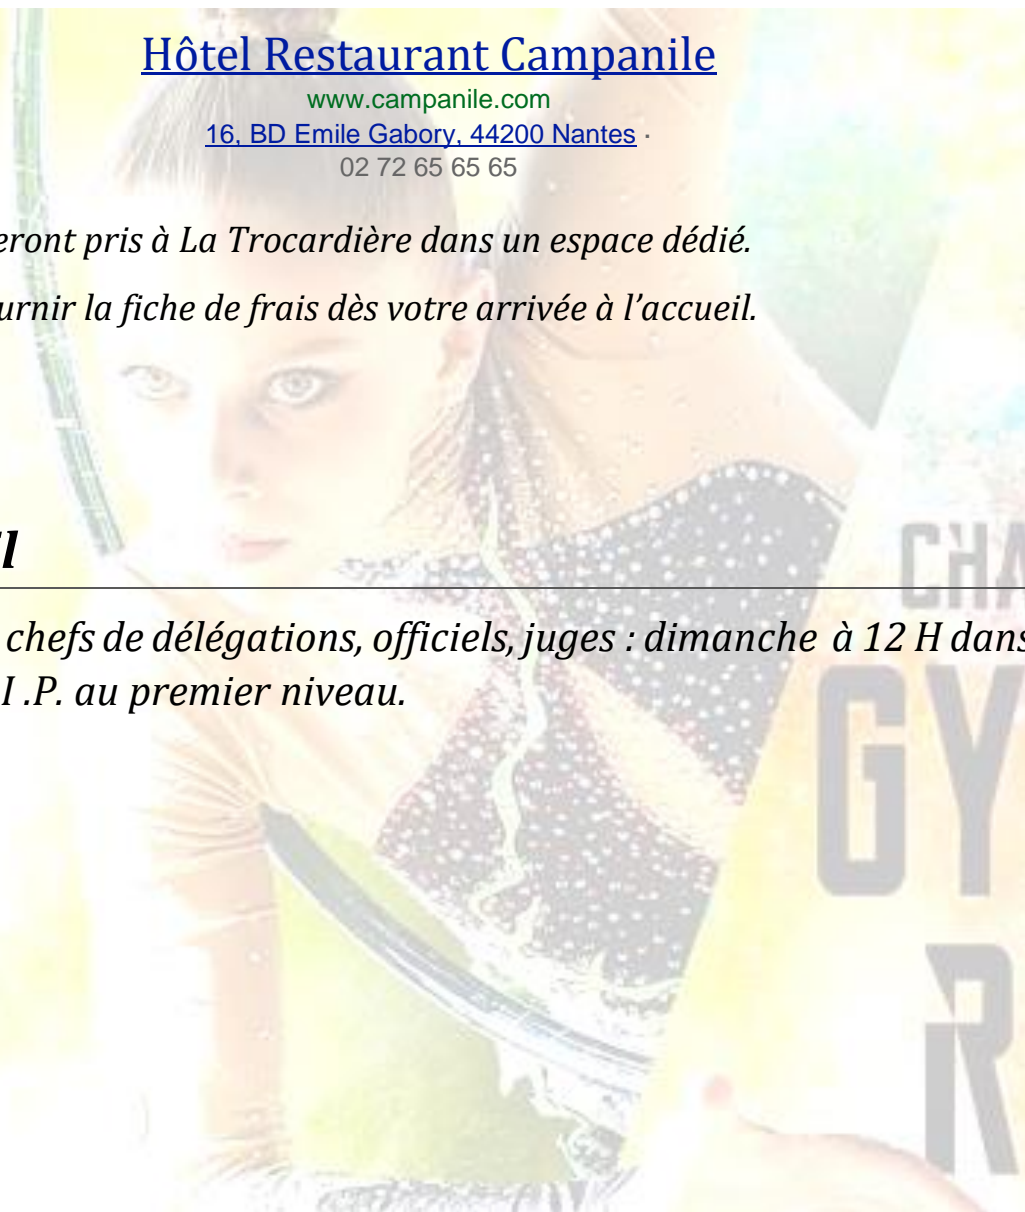 Hôtel Restaurant Campanile
www.campanile.com
16, BD Emile Gabory, 44200 Nantes ·
02 72 65 65 65
eront pris à La Trocardière dans un espace dédié.
urnir la fiche de frais dès votre arrivée à l’accueil.
l
chefs de délégations, officiels, juges : dimanche à 12 H dans
I .P. au premier niveau.
CHA
GY
R